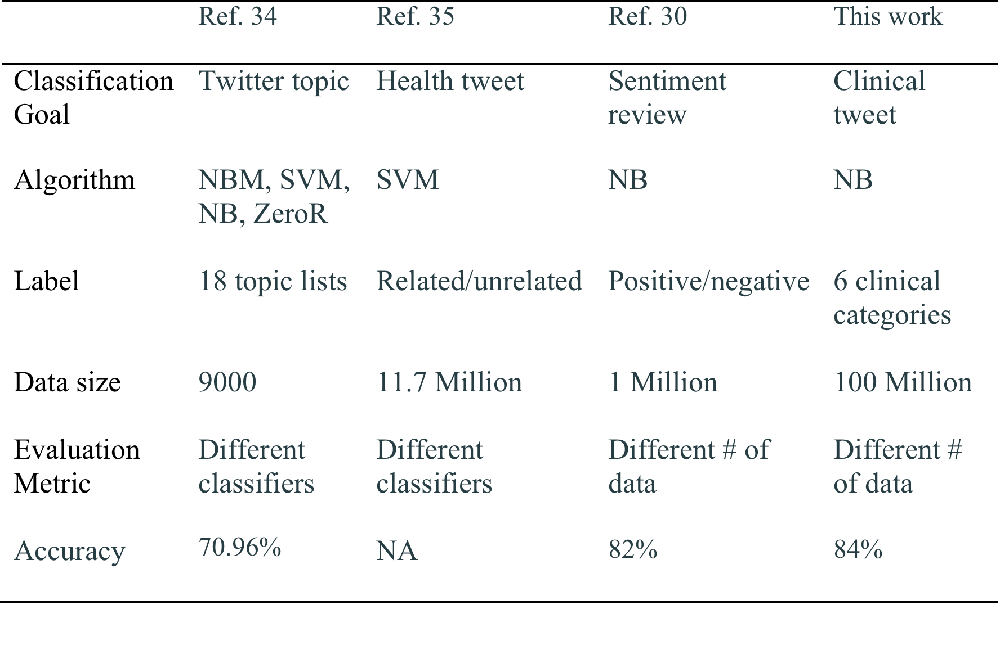 Ref. 34 Ref. 35 Ref. 30 This work
Classification Twitter topic Health tweet Sentiment Clinical
Goal review tweet
Algorithm NBM, SVM, SVM NB NB
NB, ZeroR
Label 18 topic lists Related/unrelated Positive/negative 6 clinical
categories
Data size 9000 11.7 Million 1 Million 100 Million
Evaluation Different Different Different # of Different #
Metric classifiers classifiers data of data
Accuracy 70.96% NA 82% 84%